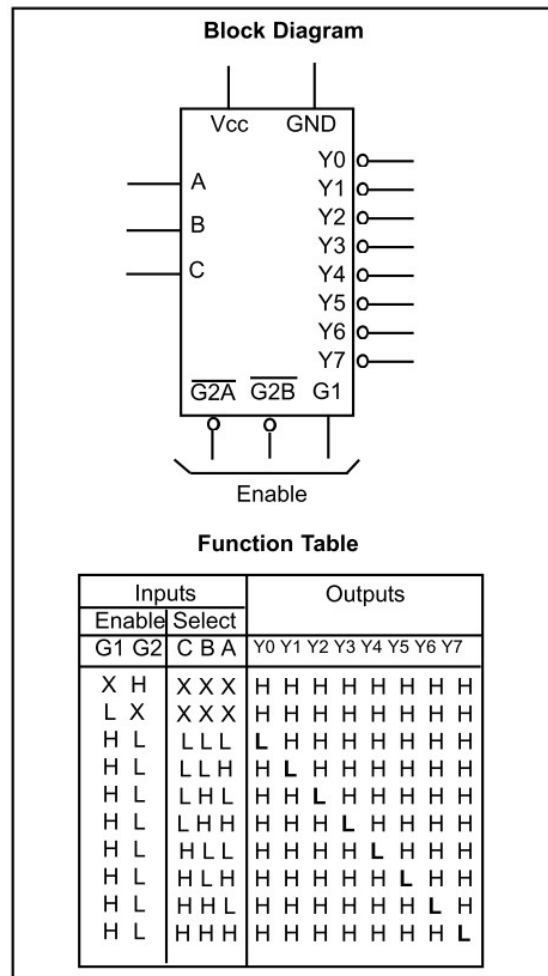 Block Diagram
Vcc GND
Y0
A Y1
Y2
B Y3
C Y4
Y5
Y6
Y7
G2A G2B G1
Enable
Function Table
Inputs Outputs
Enable Select
G1 G2 C B A Y0 Y1 Y2 Y3 Y4 Y5 Y6 Y7
X H X X X H H H H H H H H
L X X X X H H H H H H H H
H L L L L L H H H H H H H
H L L L H H L H H H H H H
H L L H L H H L H H H H H
H L L H H H H H L H H H H
H L H L L H H H H L H H H
H L H L H H H H H H L H H
H L H H L H H H H H H L H
H L H H H H H H H H H H L